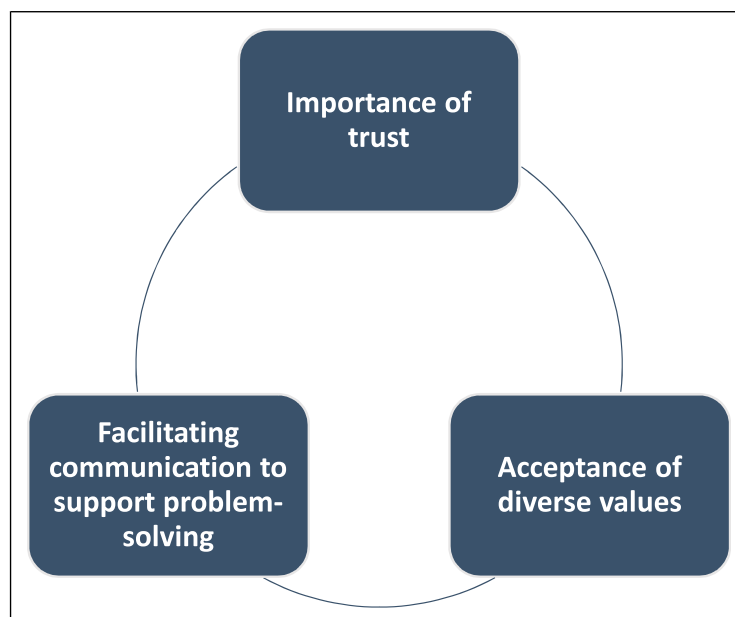 Importance of
trust
Facilitating
communication to
support problem-
solving
Acceptance of
diverse values